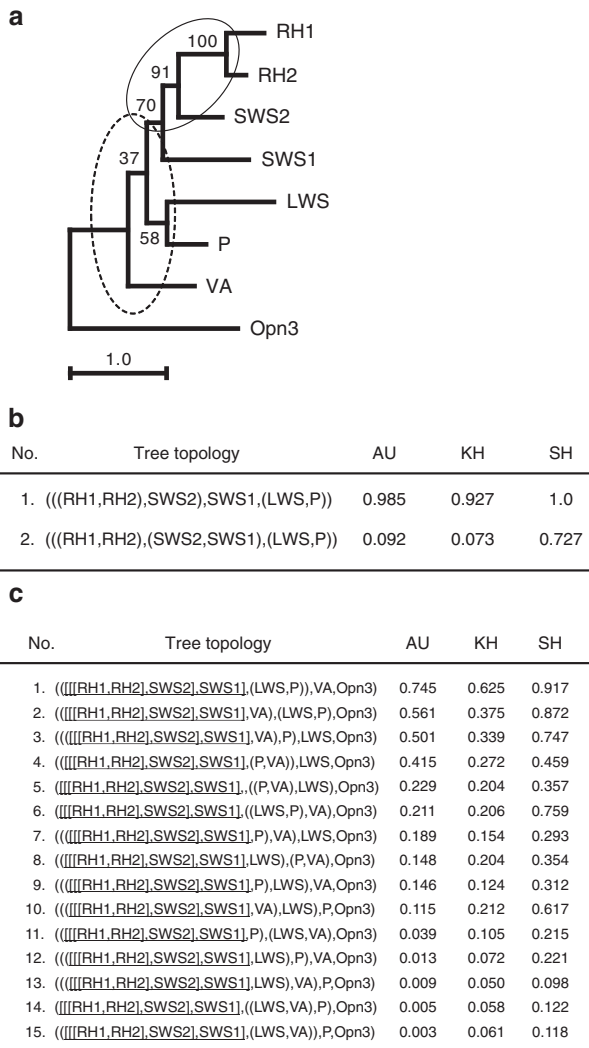 a
RH1
100
RH2
91
SWS2
70
SWS1
37
LWS
58
P
VA
Opn3
1.0
b
No. Tree topology AU KH SH
1. (((RH1,RH2),SWS2),SWS1,(LWS,P)) 0.985 0.927 1.0
2. (((RH1,RH2),(SWS2,SWS1),(LWS,P)) 0.092 0.073 0.727
c
No. Tree topology AU KH SH
1. (([[[RH1,RH2],SWS2],SWS1],(LWS,P)),VA,Opn3) 0.745 0.625 0.917
2. (([[[RH1,RH2],SWS2],SWS1],VA),(LWS,P),Opn3) 0.561 0.375 0.872
3. ((([[[RH1,RH2],SWS2],SWS1],VA),P),LWS,Opn3) 0.501 0.339 0.747
4. (([[[RH1,RH2],SWS2],SWS1],(P,VA)),LWS,Opn3) 0.415 0.272 0.459
5. ([[[RH1,RH2],SWS2],SWS1],,((P,VA),LWS),Opn3) 0.229 0.204 0.357
6. ([[[RH1,RH2],SWS2],SWS1],((LWS,P),VA),Opn3) 0.211 0.206 0.759
7. ((([[[RH1,RH2],SWS2],SWS1],P),VA),LWS,Opn3) 0.189 0.154 0.293
8. (([[[RH1,RH2],SWS2],SWS1],LWS),(P,VA),Opn3) 0.148 0.204 0.354
9. ((([[[RH1,RH2],SWS2],SWS1],P),LWS),VA,Opn3) 0.146 0.124 0.312
10. ((([[[RH1,RH2],SWS2],SWS1],VA),LWS),P,Opn3) 0.115 0.212 0.617
11. (([[[RH1,RH2],SWS2],SWS1],P),(LWS,VA),Opn3) 0.039 0.105 0.215
12. ((([[[RH1,RH2],SWS2],SWS1],LWS),P),VA,Opn3) 0.013 0.072 0.221
13. ((([[[RH1,RH2],SWS2],SWS1],LWS),VA),P,Opn3) 0.009 0.050 0.098
14. ([[[RH1,RH2],SWS2],SWS1],((LWS,VA),P),Opn3) 0.005 0.058 0.122
15. (([[[RH1,RH2],SWS2],SWS1],(LWS,VA)),P,Opn3) 0.003 0.061 0.118